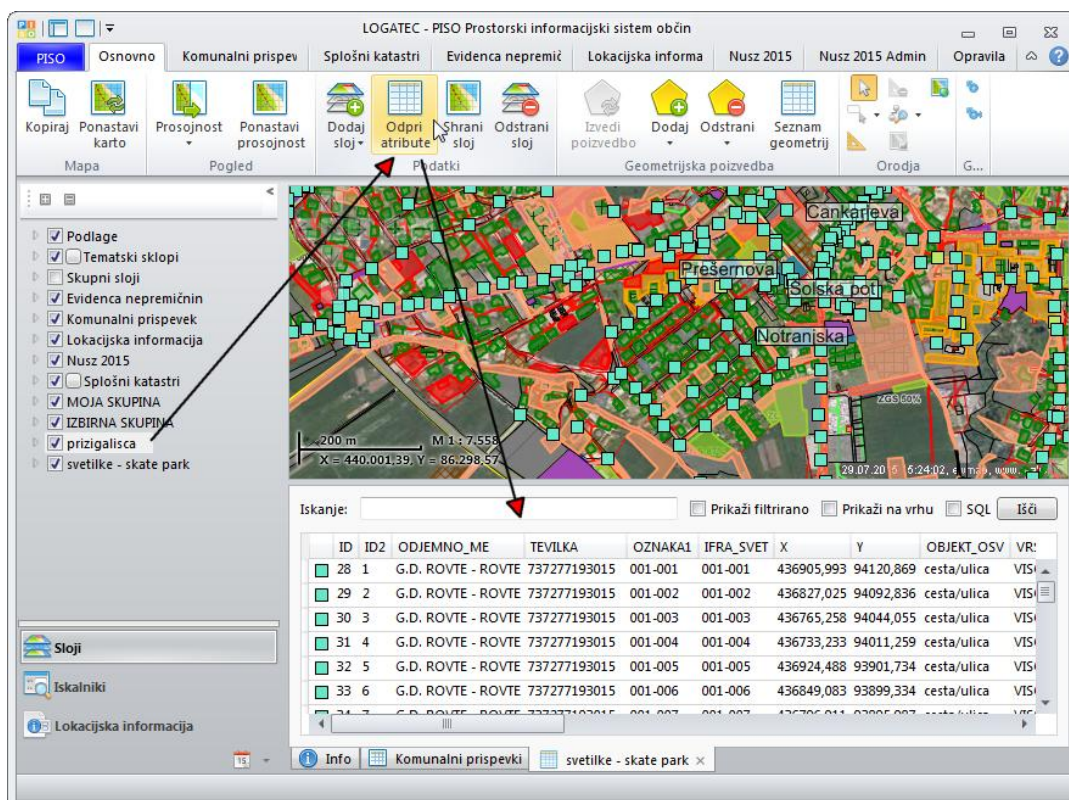 LOGATEC - PISO Prostorski informacijski sistem občin
PISO Osnovno Komunalni prispev Splošni katastri Evidenca nepremič Lokacijska informa Nusz 2015 Nusz 2015 Admin Opravila
Kopiraj Ponastavi karto Prosojnost Ponastavi prosojnost Dodaj sloj Odpri atribute Shrani sloj Odstrani sloj Izvedi poizvedbo Dodaj Odstrani Seznam geometrij
Mapa Pogled Podatki Geometrijska poizvedba Orodja G...
Podlage
Tematski sklopi
Skupni sloji
Evidenca nepremičnin
Komunalni prispevek
Lokacijska informacija
Nusz 2015
Splošni katastri
MOJA SKUPINA
IZBIRNA SKUPINA
prizigalisca
svetilke - skate park
Sloji
Iskalniki
Lokacijska informacija
15
Cankarjeva
Prešernova
Šolska pot
Notranjska
ZGS 60%
200 m M 1 : 7.558
X = 440.001,39, Y = 86.298,57
Iskanje: Prikaži filtrirano Prikaži na vrhu SQL Išči
ID ID2 ODJEMNO_ME TEVILKA OZNAKA1 IFRA_SVET X Y OBJEKT_OSV VRS
28 1 G.D. ROVTE - ROVTE 737277193015 001-001 001-001 436905,993 94120,869 cesta/ulica
29 2 G.D. ROVTE - ROVTE 737277193015 001-002 001-002 436827,025 94092,836 cesta/ulica
30 3 G.D. ROVTE - ROVTE 737277193015 001-003 001-003 436765,258 94044,055 cesta/ulica
31 4 G.D. ROVTE - ROVTE 737277193015 001-004 001-004 436733,233 94011,259 cesta/ulica
32 5 G.D. ROVTE - ROVTE 737277193015 001-005 001-005 436924,488 93901,734 cesta/ulica
33 6 G.D. ROVTE - ROVTE 737277193015 001-006 001-006 436849,083 93899,334 cesta/ulica
Info Komunalni prispevki svetilke - skate park